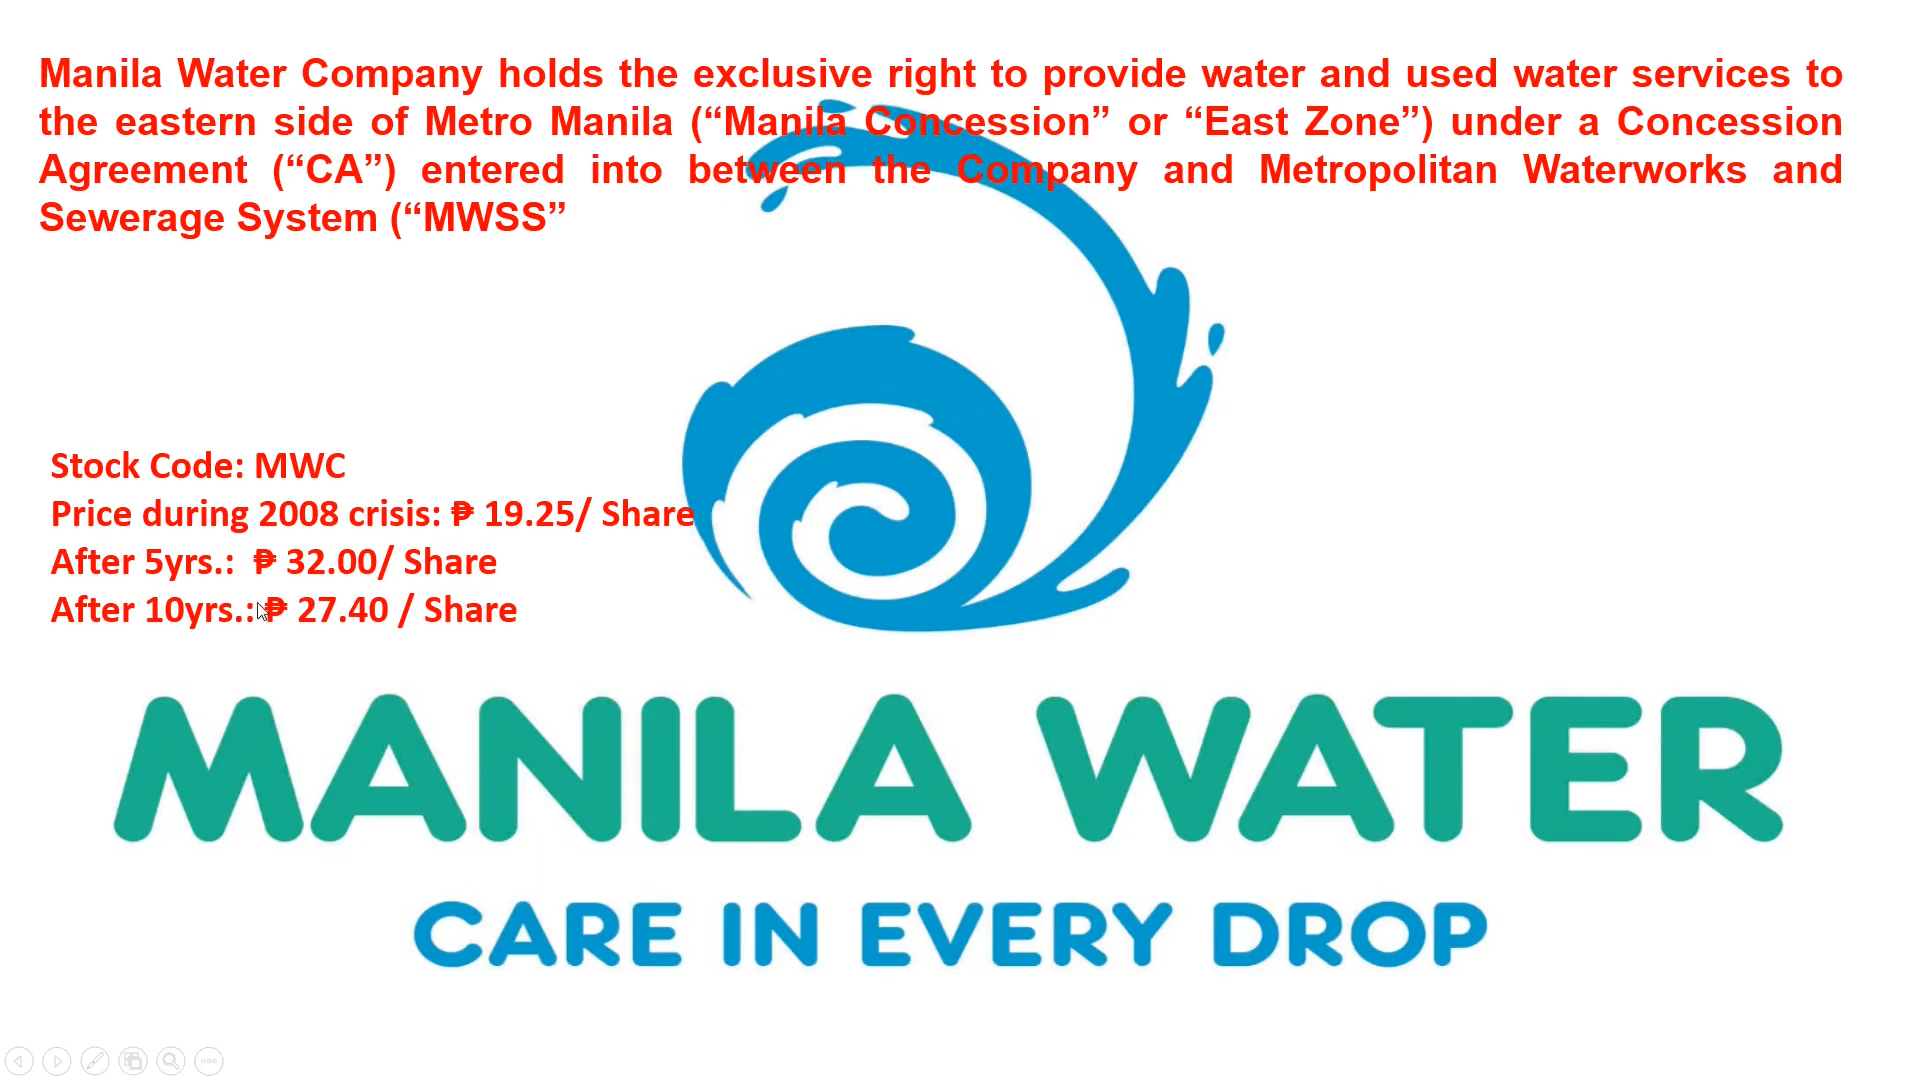 Manila Water Company holds the exclusive right to provide water and used water services to
the eastern side of Metro Manila (“Manila Concession” or “East Zone”) under a Concession
Agreement (“CA”) entered into between the Company and Metropolitan Waterworks and
Sewerage System (“MWSS”
Stock Code: MWC
Price during 2008 crisis: ₱ 19.25/ Share
After 5yrs.: ₱ 32.00/ Share
After 10yrs.: ₱ 27.40 / Share
MANILA WATER
CARE IN EVERY DROP